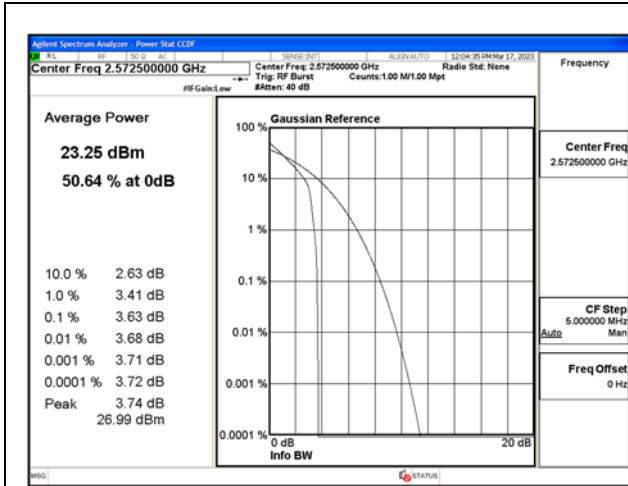 Agilent Spectrum Analyzer - Power Stat CCDF
RL RF 50 Ω AC SENSE:INT ALIGN AUTO 12:04:35 PM Mar 17, 2023
Center Freq 2.572500000 GHz
Center Freq: 2.572500000 GHz Radio Std: None
Trig: RF Burst Counts:1.00 M/1.00 Mpt
#IFGain:Low #Atten: 40 dB
Frequency
Average Power
23.25 dBm
50.64 % at 0dB
10.0 % 2.63 dB
1.0 % 3.41 dB
0.1 % 3.63 dB
0.01 % 3.68 dB
0.001 % 3.71 dB
0.0001 % 3.72 dB
Peak 3.74 dB
26.99 dBm
Gaussian Reference
100 %
10 %
1 %
0.1 %
0.01 %
0.001 %
0.0001 %
0 dB 20 dB
Info BW
Center Freq
2.572500000 GHz
CF Step
5.000000 MHz
Auto Man
Freq Offset
0 Hz
MSG STATUS